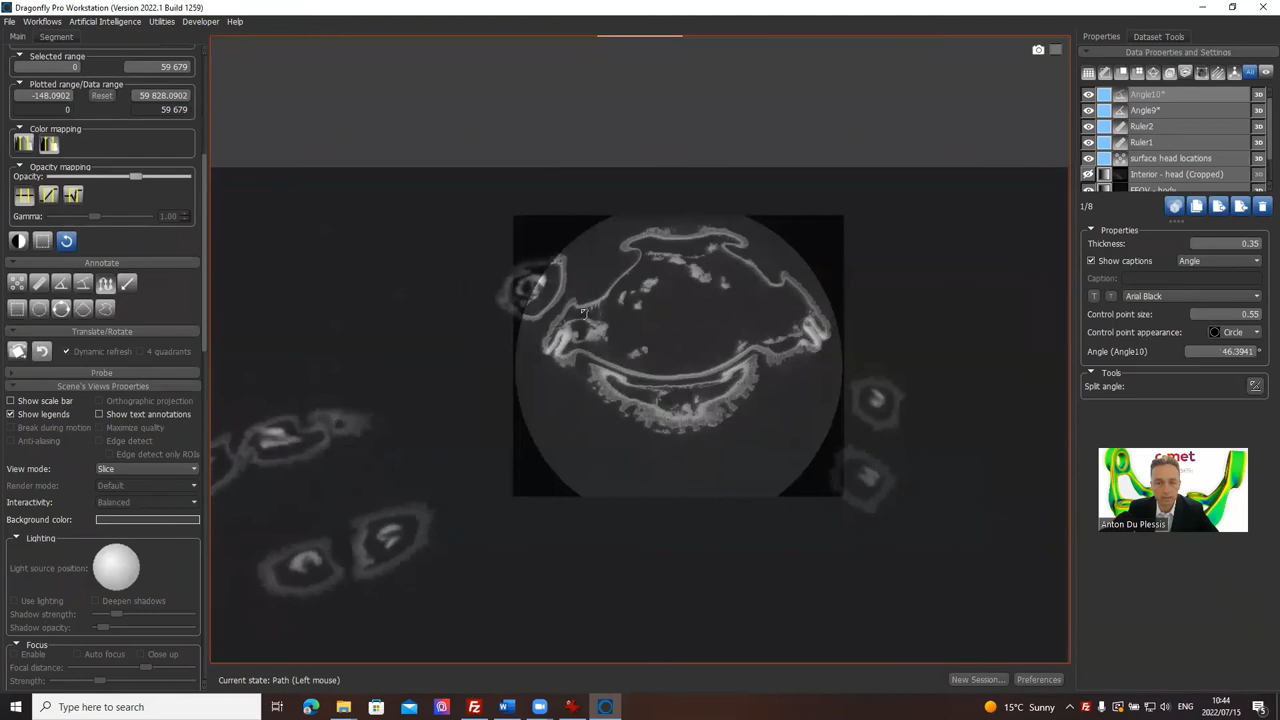 Dragonfly Pro Workstation (Version 2022.1 Build 1259)
File Workflows Artificial Intelligence Utilities Developer Help
Main Segment
Selected range
0 59 679
Plotted range/Data range
-148.0902 Reset 59 828.0902
0 59 679
Color mapping
Opacity mapping
Opacity:
Gamma: 1.00
Annotate
Translate/Rotate
Dynamic refresh 4 quadrants
Probe
Scene's Views Properties
Show scale bar Orthographic projection
Show legends Show text annotations
Break during motion Maximize quality
Anti-aliasing Edge detect
Edge detect only ROIs
View mode: Slice
Render mode: Default
Interactivity: Balanced
Background color:
Lighting
Light source position:
Use lighting Deepen shadows
Shadow strength:
Shadow opacity:
Focus
Enable Auto focus Close up
Focal distance:
Strength:
Current state: Path (Left mouse)
New Session... Preferences
Properties Dataset Tools
Data Properties and Settings
All
Angle10* 3D
Angle9* 3D
Ruler2 3D
Ruler1 3D
surface head locations 3D
Interior - head (Cropped) 3D
1/8
Properties
Thickness: 0.35
Show captions Angle
Caption:
T T Arial Black
Control point size: 0.55
Control point appearance: Circle
Angle (Angle10) 46.3941°
Tools
Split angle:
Anton Du Plessis
Type here to search
15°C Sunny
ENG
10:44
2022/07/15